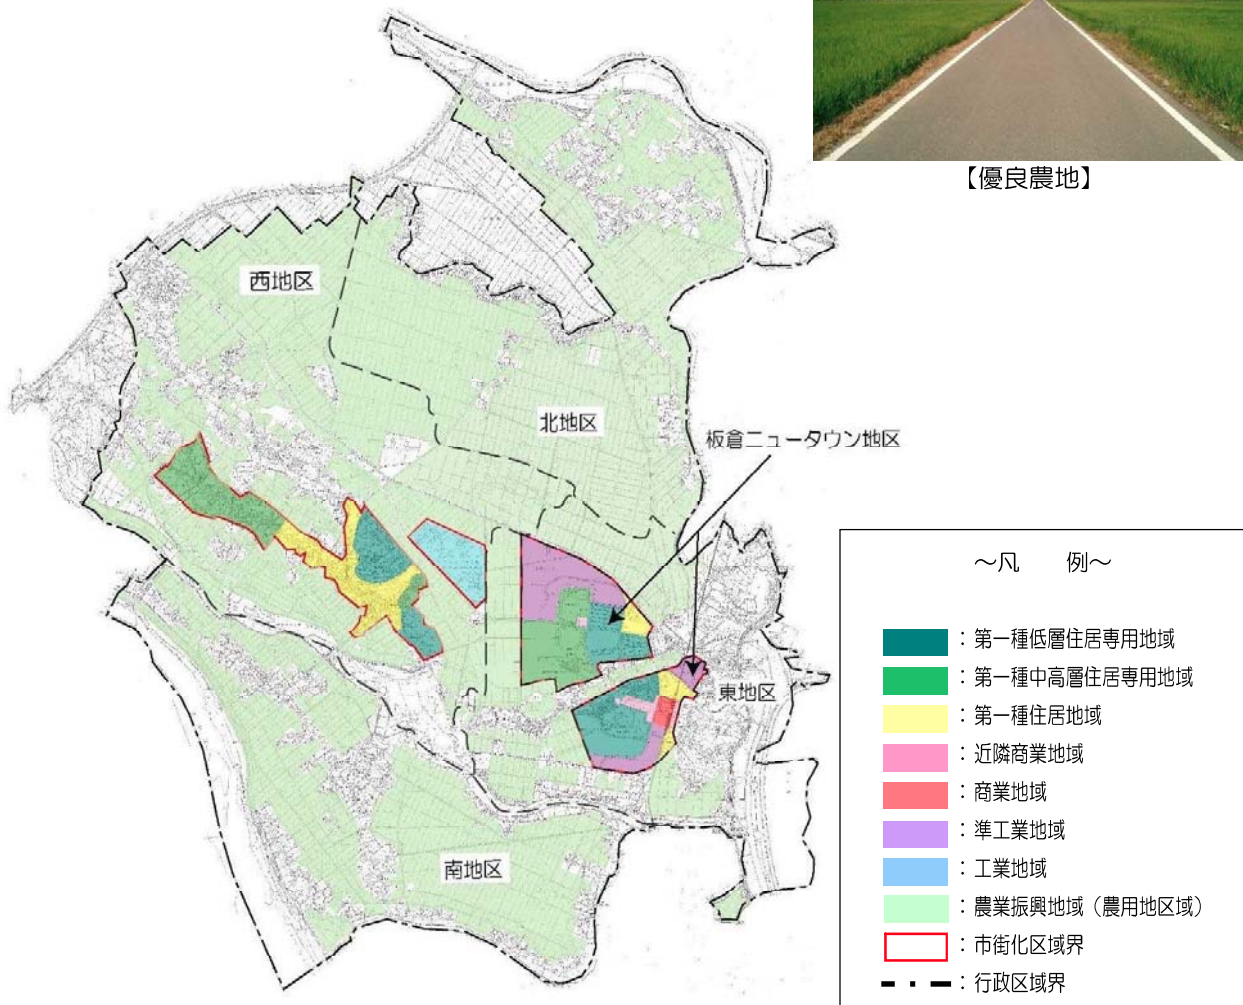 【優良農地】
西地区
北地区
板倉ニュータウン地区
東地区
南地区
～凡　例～
：第一種低層住居専用地域
：第一種中高層住居専用地域
：第一種住居地域
：近隣商業地域
：商業地域
：準工業地域
：工業地域
：農業振興地域（農用地区域）
：市街化区域界
：行政区域界